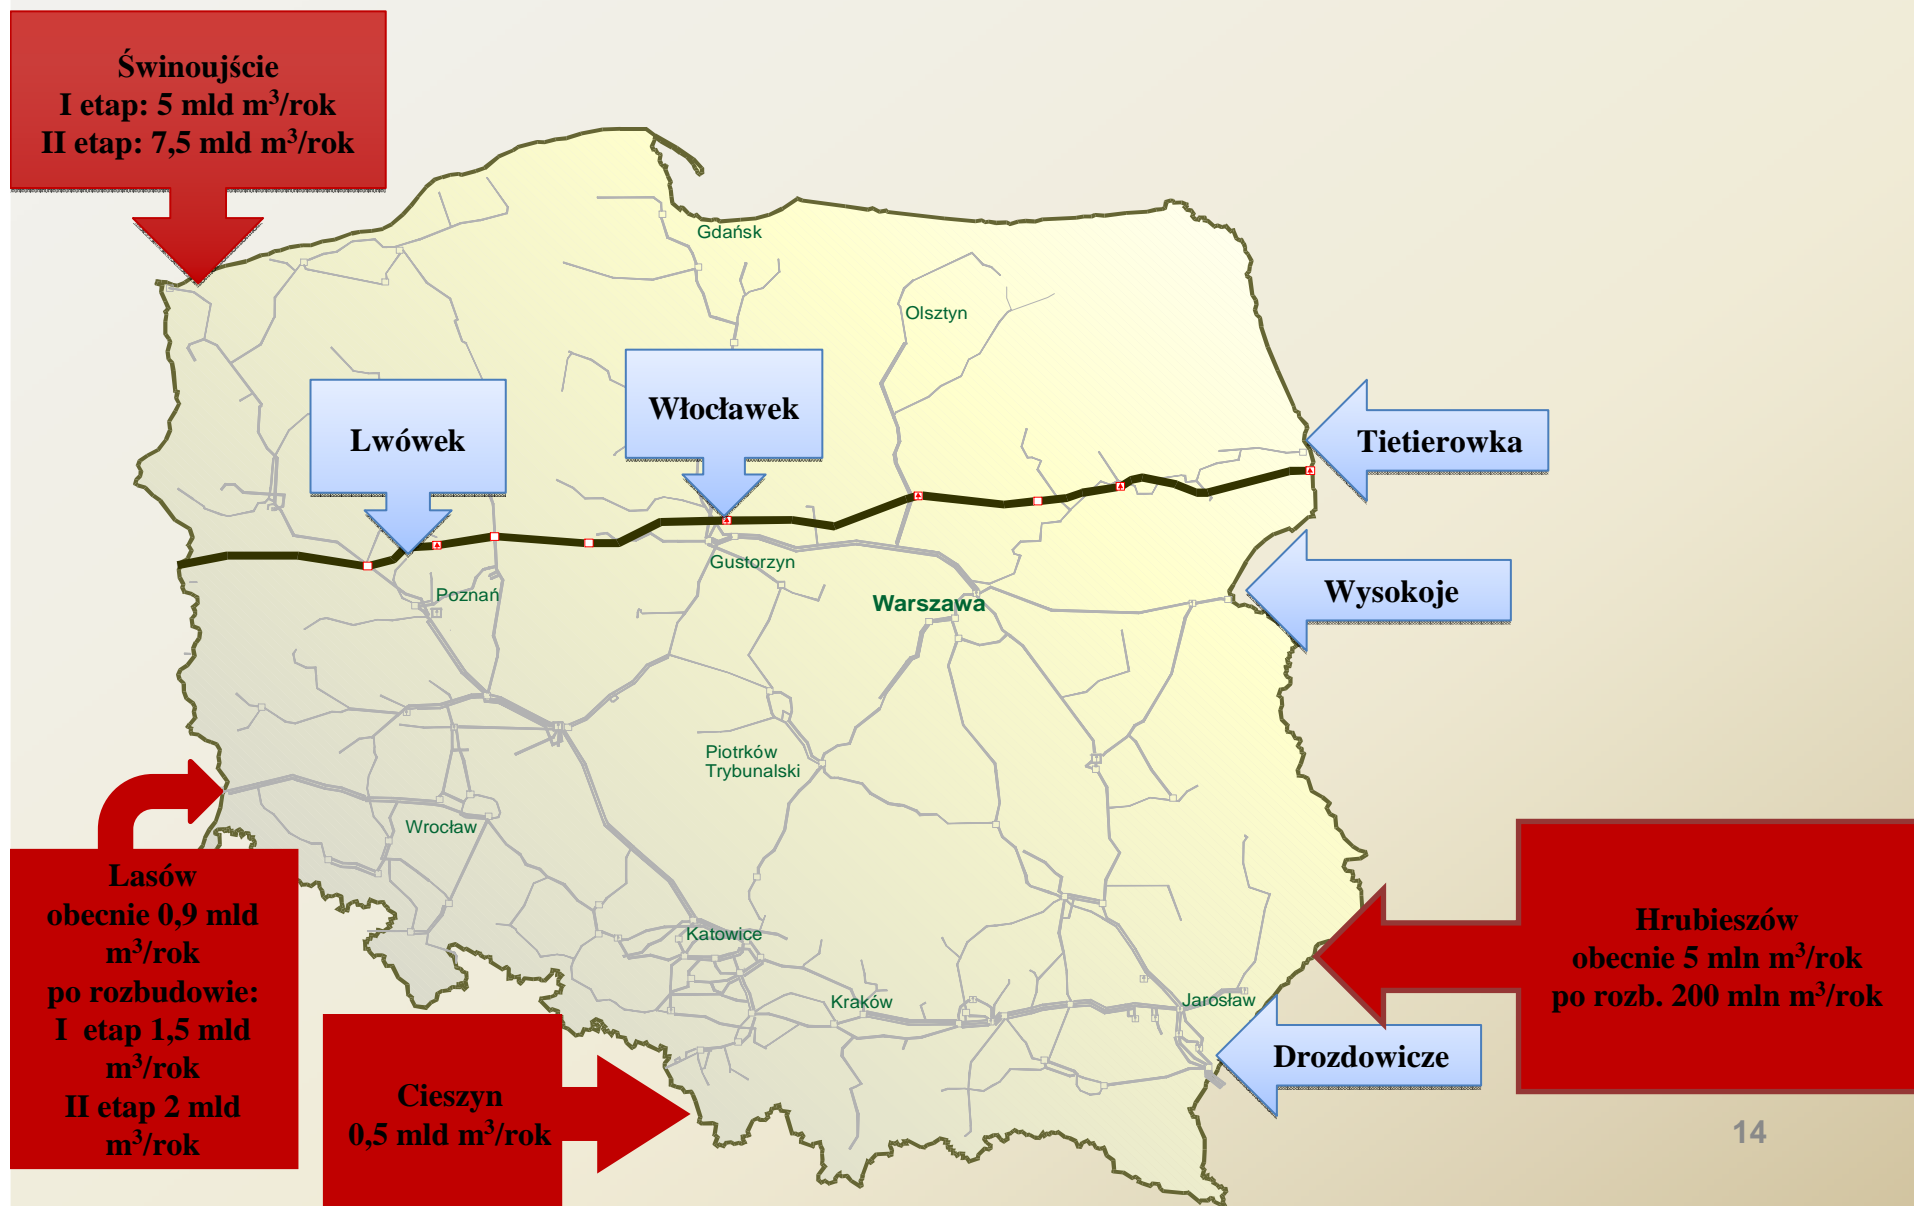 Świnoujście
I etap: 5 mld m³/rok
II etap: 7,5 mld m³/rok
Gdańsk
Olsztyn
Lwówek
Włocławek
Tietierowka
Gustorzyn
Poznań
Warszawa
Wysokoje
Piotrków
Trybunalski
Wrocław
Lasów
obecnie 0,9 mld
m³/rok
po rozbudowie:
I etap 1,5 mld
m³/rok
II etap 2 mld
m³/rok
Katowice
Kraków
Jarosław
Hrubieszów
obecnie 5 mln m³/rok
po rozb. 200 mln m³/rok
Drozdowicze
Cieszyn
0,5 mld m³/rok
14